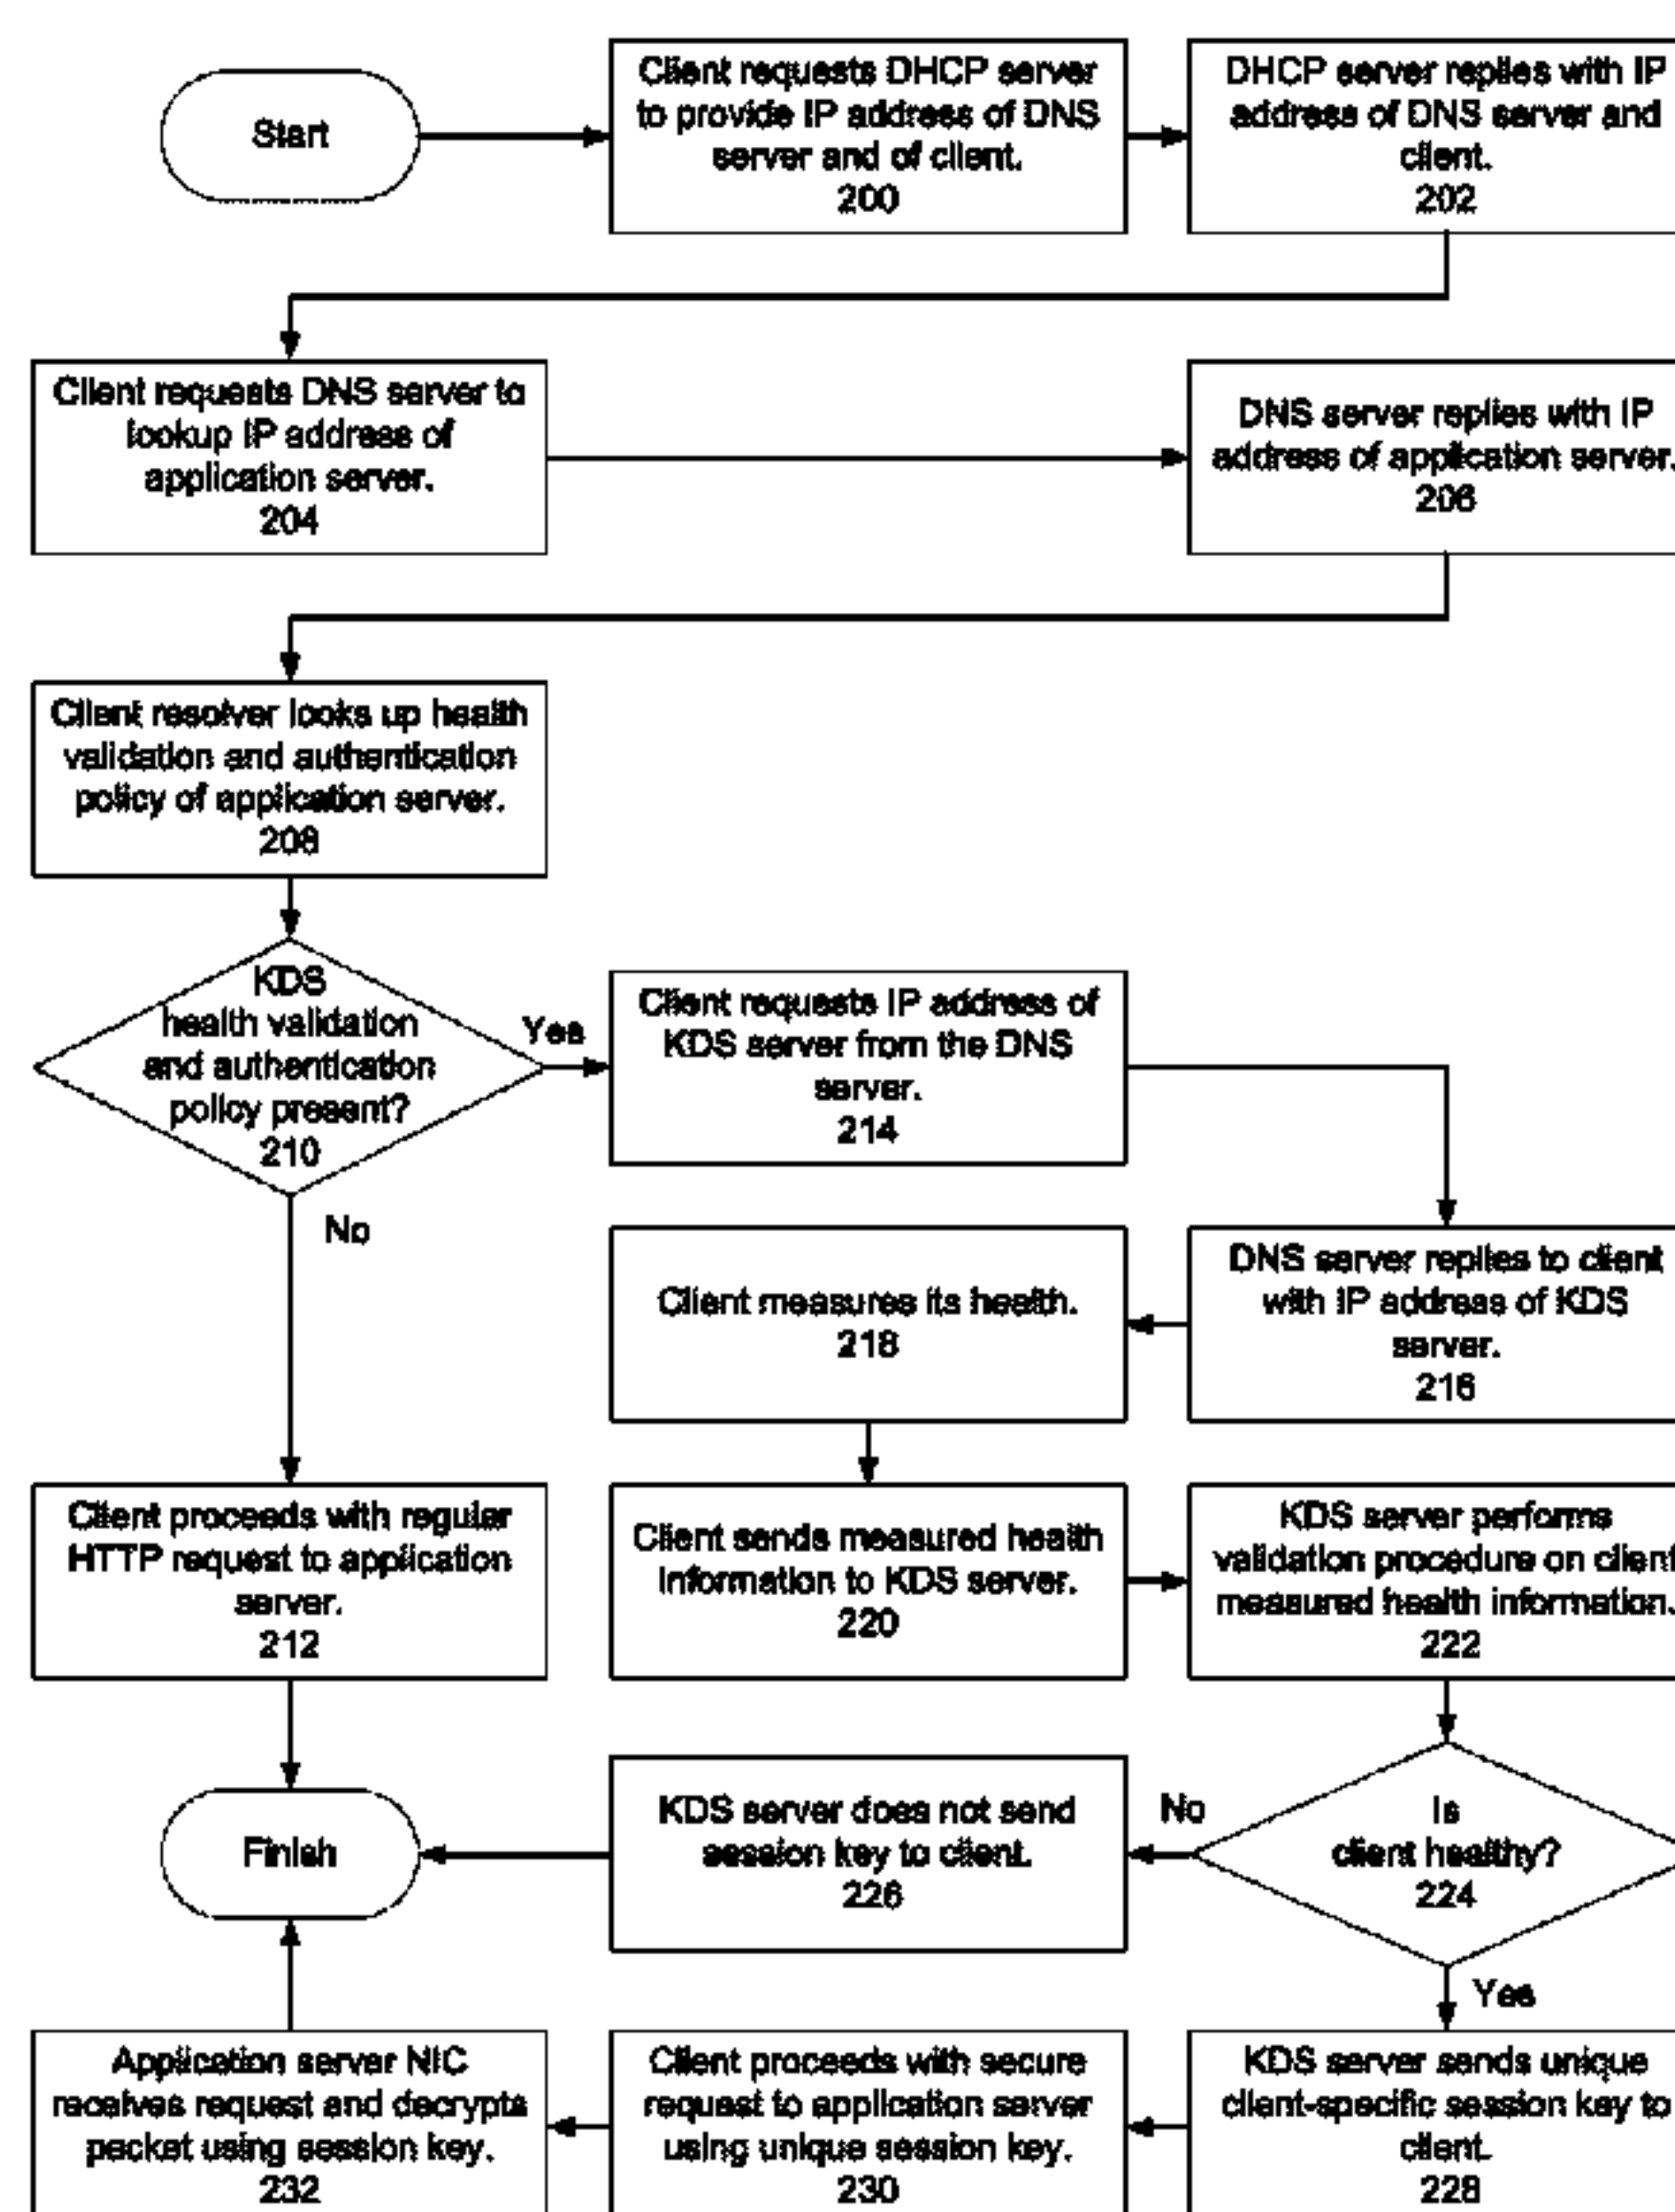 Start
Client requests DHCP server
to provide IP address of DNS
server and of client.
200
DHCP server replies with IP
address of DNS server and
client.
202
Client requests DNS server to
lookup IP address of
application server.
204
DNS server replies with IP
address of application server.
206
Client resolver looks up health
validation and authentication
policy of application server.
208
KDS
health validation
and authentication
policy present?
210
Yes
No
Client requests IP address of
KDS server from the DNS
server.
214
DNS server replies to client
with IP address of KDS
server.
216
Client measures its health.
218
Client proceeds with regular
HTTP request to application
server.
212
Client sends measured health
information to KDS server.
220
KDS server performs
validation procedure on client
measured health information.
222
Is
client healthy?
224
No
Yes
KDS server does not send
session key to client.
226
Finish
KDS server sends unique
client-specific session key to
client.
228
Client proceeds with secure
request to application server
using unique session key.
230
Application server NIC
receives request and decrypts
packet using session key.
232